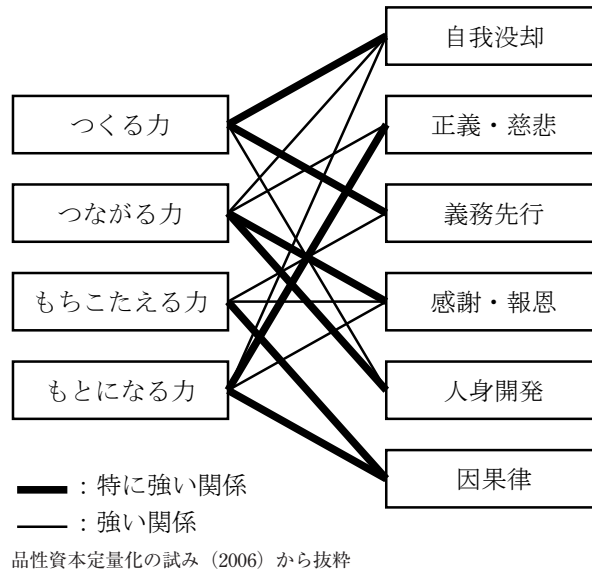 自我没却
つくる力
正義・慈悲
つながる力
義務先行
もちこたえる力
感謝・報恩
もとになる力
人身開発
因果律
：特に強い関係
：強い関係
品性資本定量化の試み（2006）から抜粋